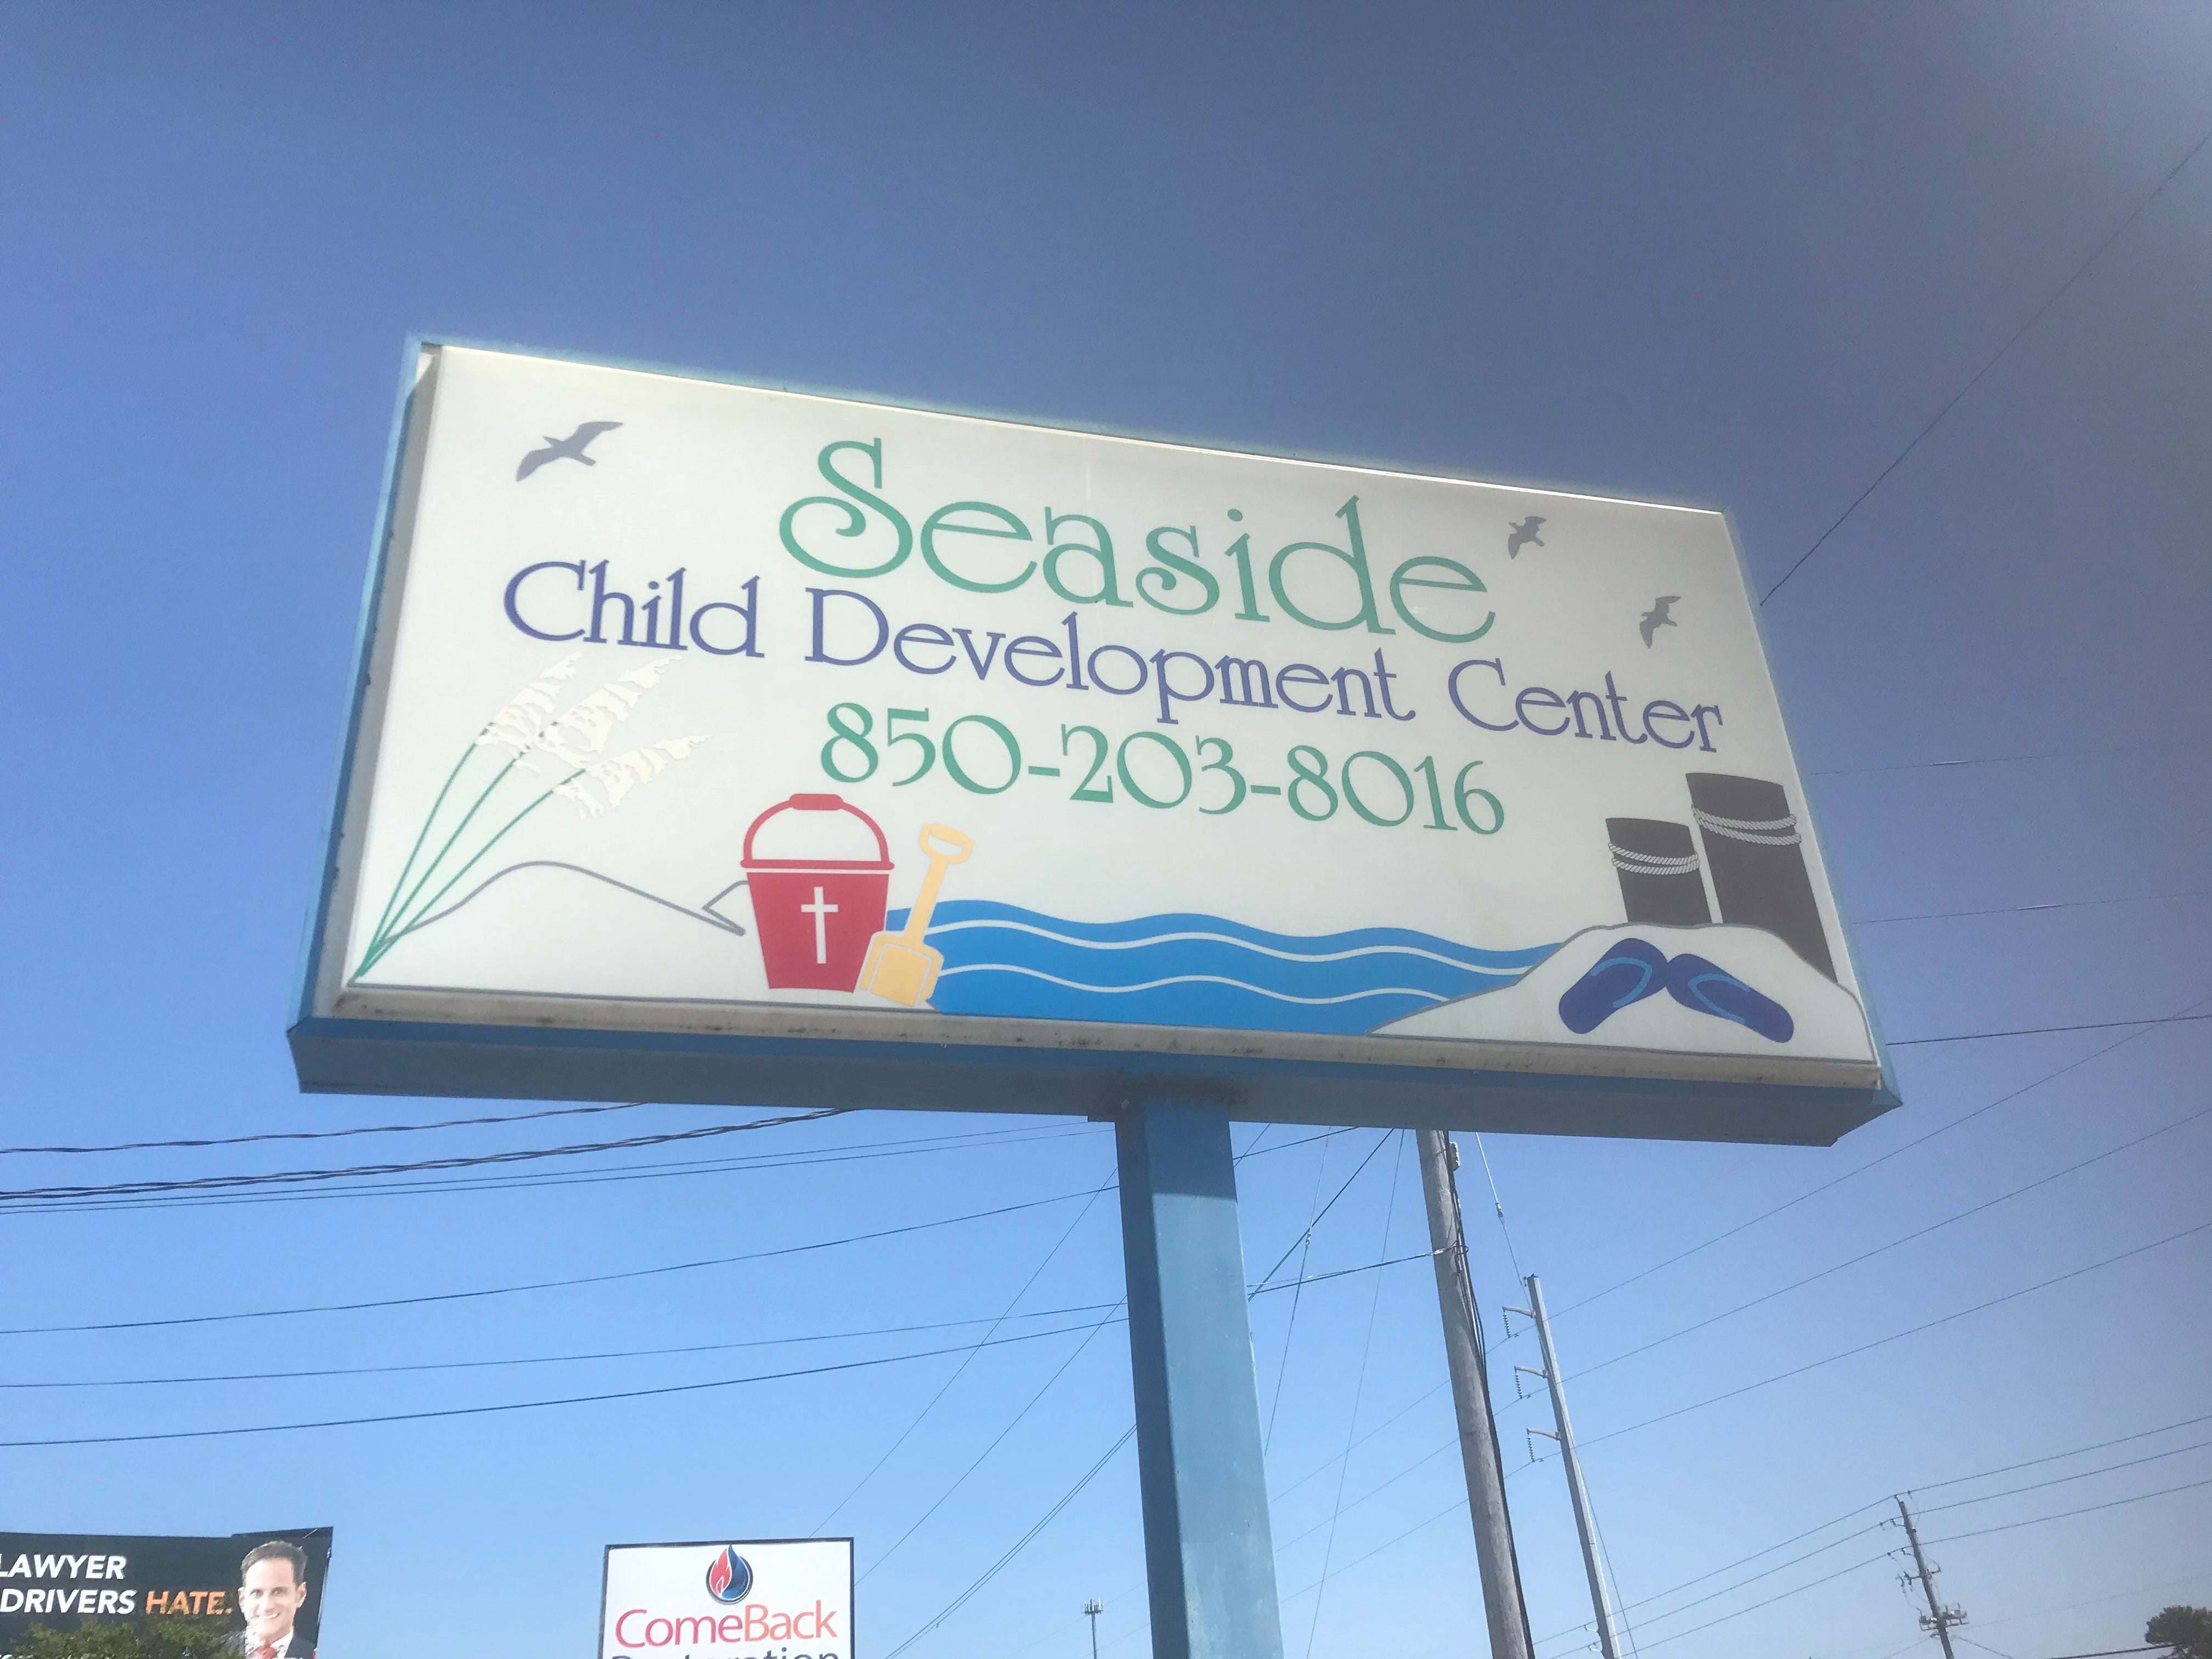 Seaside
Child Development Center
850-203-8016
LAWYER
DRIVERS HATE.
ComeBack